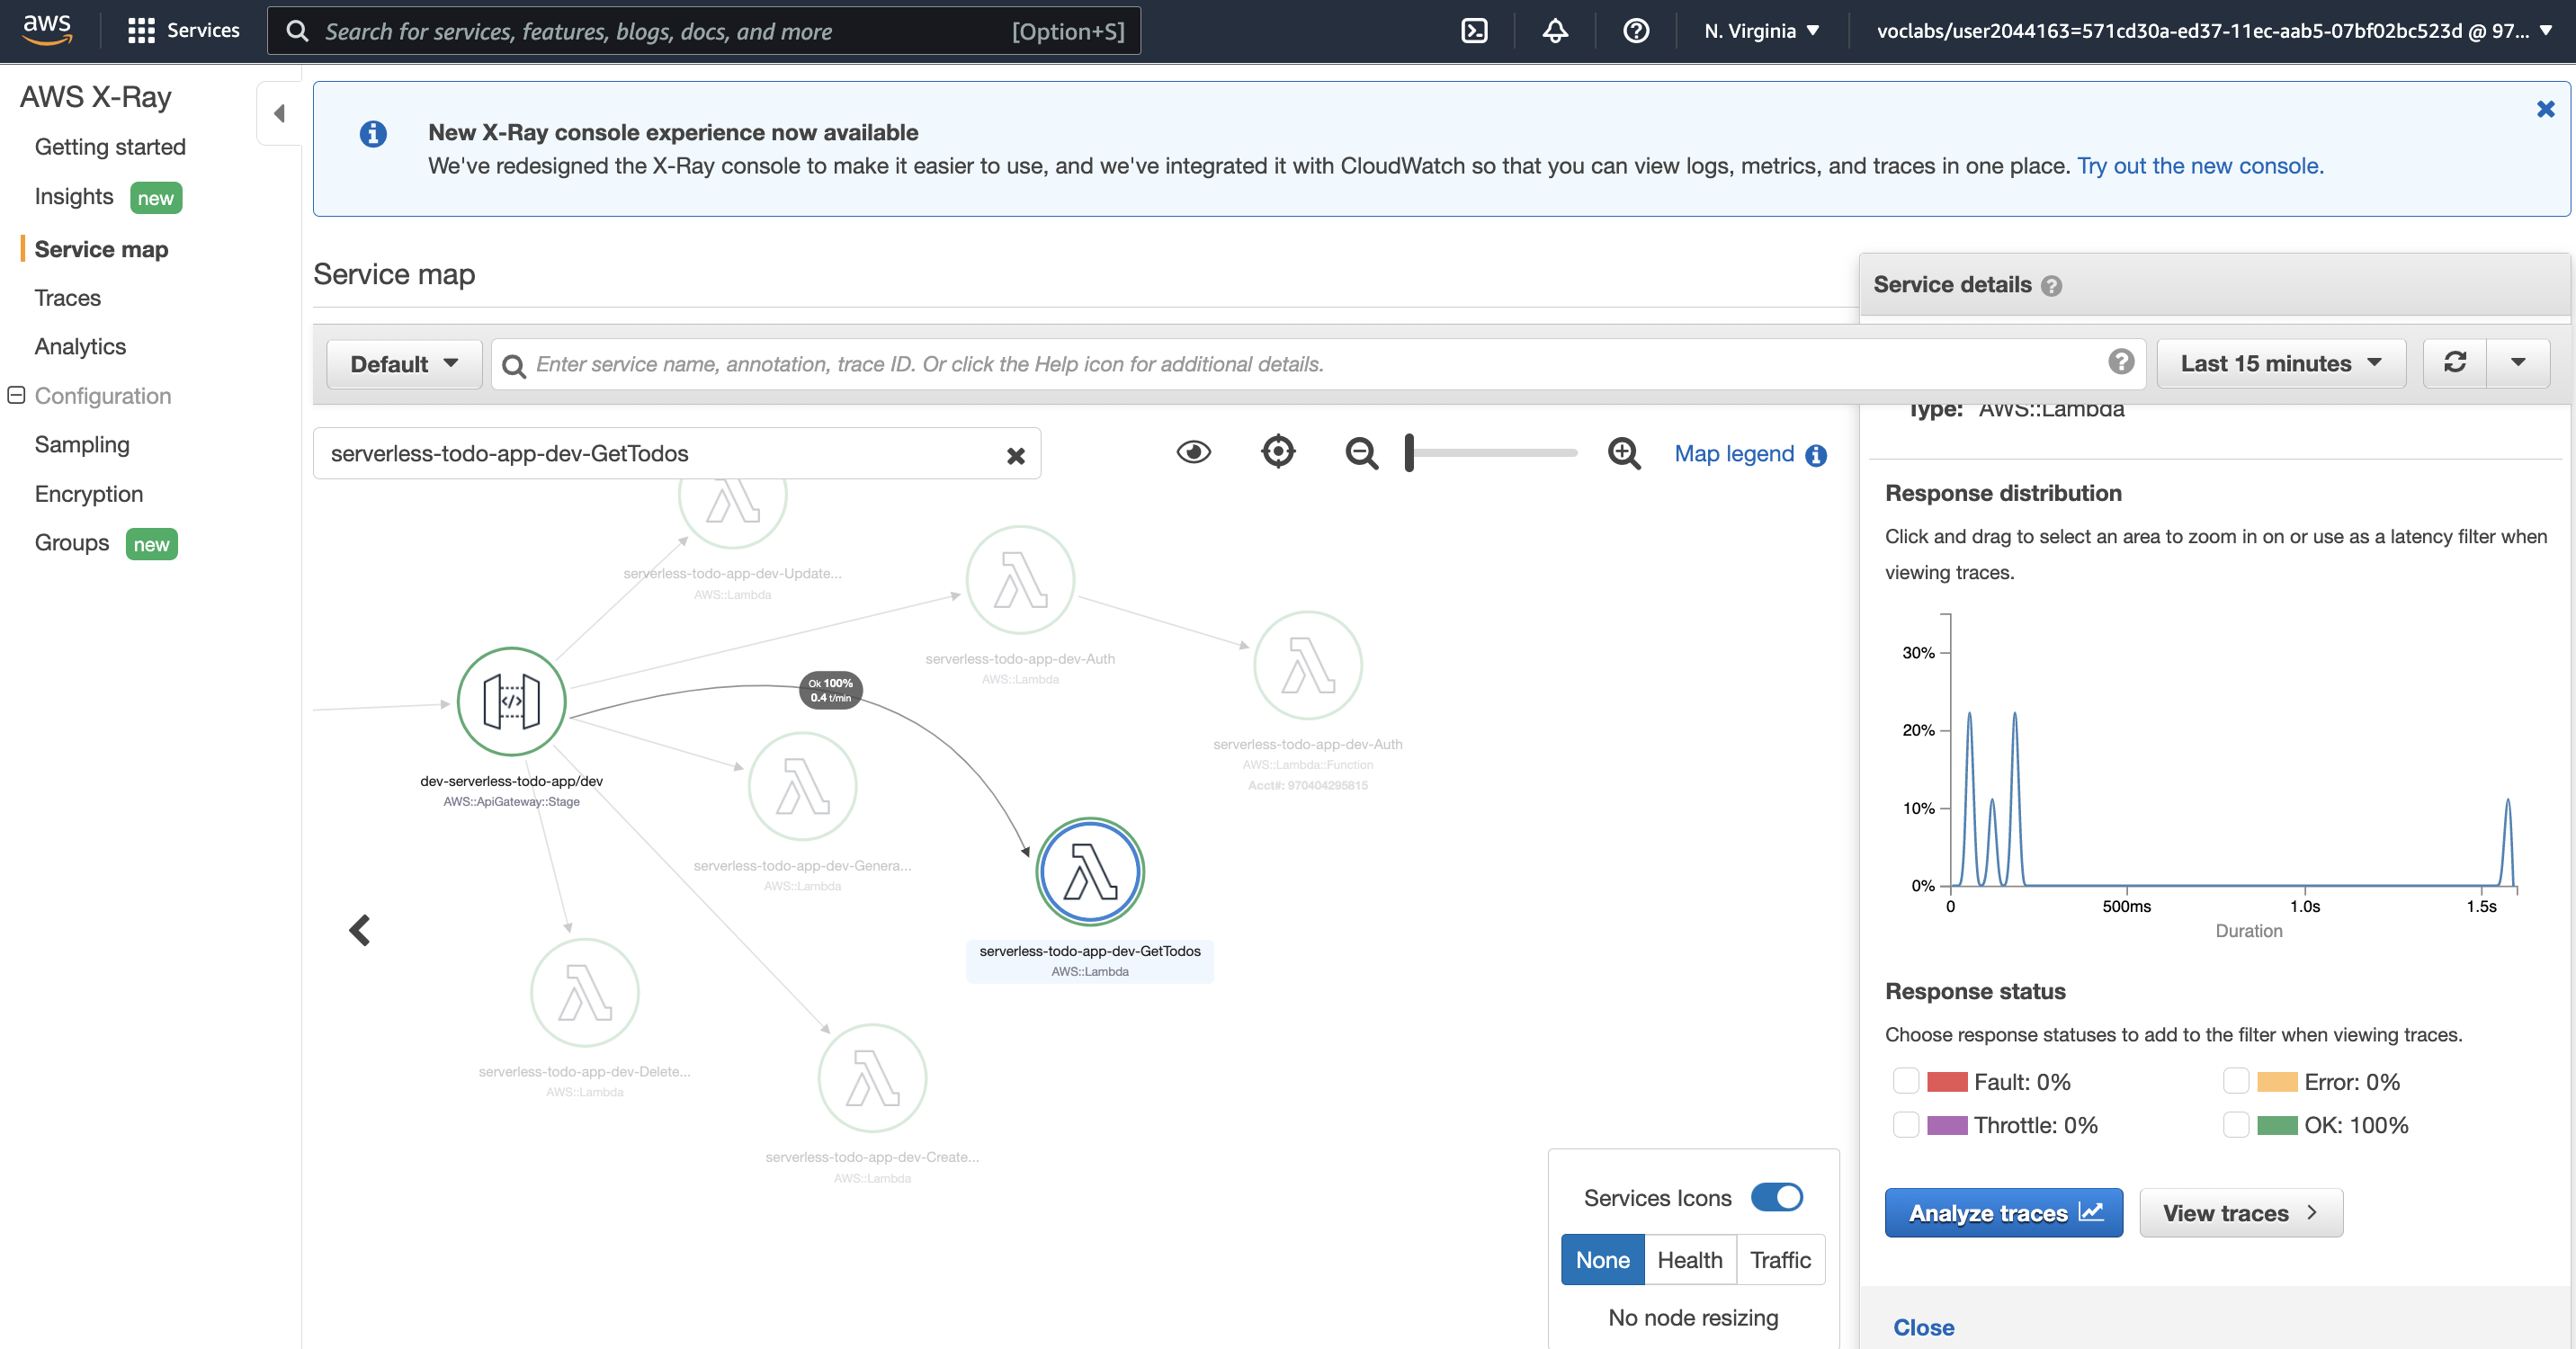 aws
Services
Search for services, features, blogs, docs, and more
[Option+S]
N. Virginia
voclabs/user2044163=571cd30a-ed37-11ec-aab5-07bf02bc523d @ 97...
AWS X-Ray
Getting started
Insights new
Service map
Traces
Analytics
Configuration
Sampling
Encryption
Groups new
New X-Ray console experience now available
We've redesigned the X-Ray console to make it easier to use, and we've integrated it with CloudWatch so that you can view logs, metrics, and traces in one place. Try out the new console.
Service map
Default
Enter service name, annotation, trace ID. Or click the Help icon for additional details.
Last 15 minutes
serverless-todo-app-dev-GetTodos
Map legend
serverless-todo-app-dev-Update...
AWS::Lambda
serverless-todo-app-dev-Auth
AWS::Lambda
serverless-todo-app-dev-Auth
AWS::Lambda::Function
Acct#: 970404295815
Ok 100%
0.4 t/min
dev-serverless-todo-app/dev
AWS::ApiGateway::Stage
serverless-todo-app-dev-Genera...
AWS::Lambda
serverless-todo-app-dev-GetTodos
AWS::Lambda
serverless-todo-app-dev-Delete...
AWS::Lambda
serverless-todo-app-dev-Create...
AWS::Lambda
Services Icons
None Health Traffic
No node resizing
Service details
Type: AWS::Lambda
Response distribution
Click and drag to select an area to zoom in on or use as a latency filter when
viewing traces.
30%
20%
10%
0%
0 500ms 1.0s 1.5s
Duration
Response status
Choose response statuses to add to the filter when viewing traces.
Fault: 0% Error: 0%
Throttle: 0% OK: 100%
Analyze traces View traces
Close